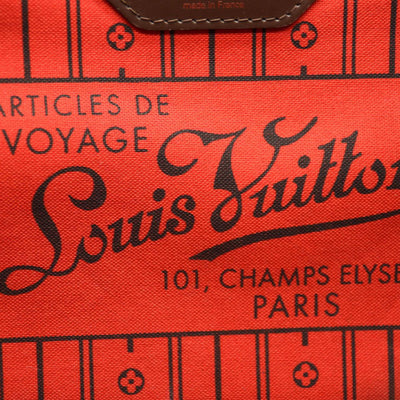 made in France
ARTICLES DE
VOYAGE
Louis Vuitton
101, CHAMPS ELYSE
PARIS